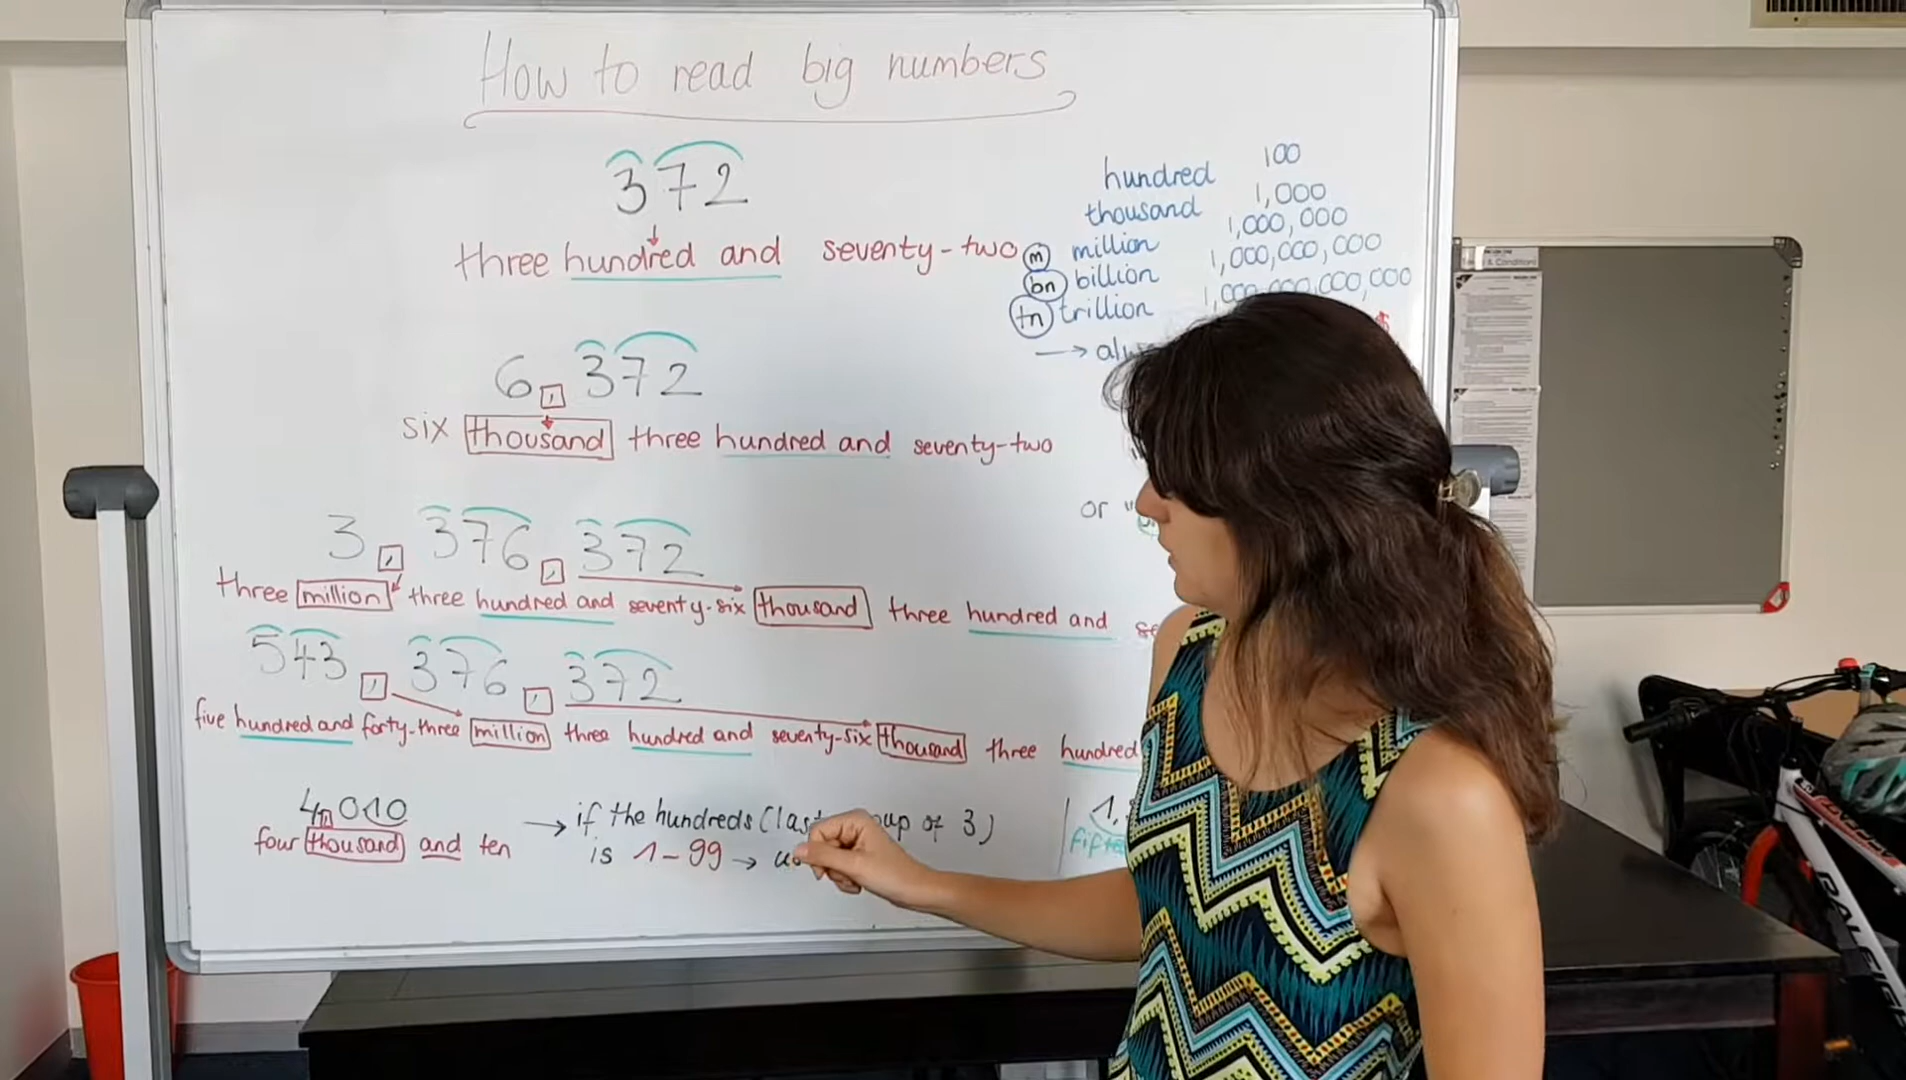 How to read big numbers
372
three hundred and seventy-two
hundred 100
thousand 1,000
m million 1,000,000
bn billion 1,000,000,000
tn trillion 1,000,000,000,000
$
6,372
six thousand three hundred and seventy-two
or
3,376,372
three million three hundred and seventy-six thousand three hundred and
543,376,372
five hundred and forty-three million three hundred and seventy-six thousand three hundred
4,010
four thousand and ten
→ if the hundreds (last of 3)
is 1-99 →
RALEIGH